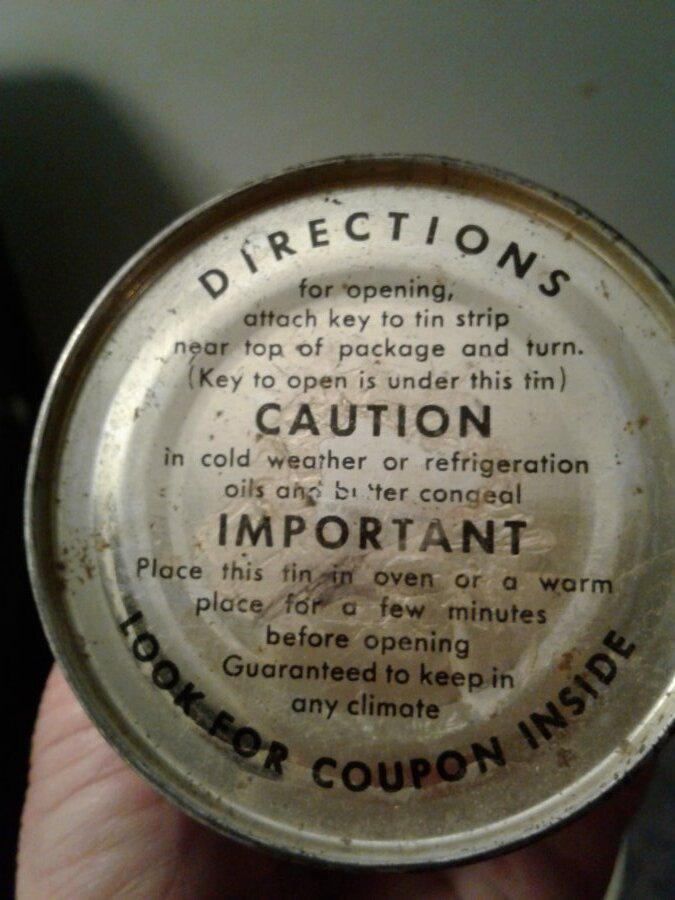 DIRECTIONS
for opening,
attach key to tin strip
near top of package and turn.
(Key to open is under this tin)
CAUTION
in cold weather or refrigeration
oils and butter congeal
IMPORTANT
Place this tin in oven or a warm
place for a few minutes
before opening
Guaranteed to keep in
any climate
LOOK FOR COUPON INSIDE